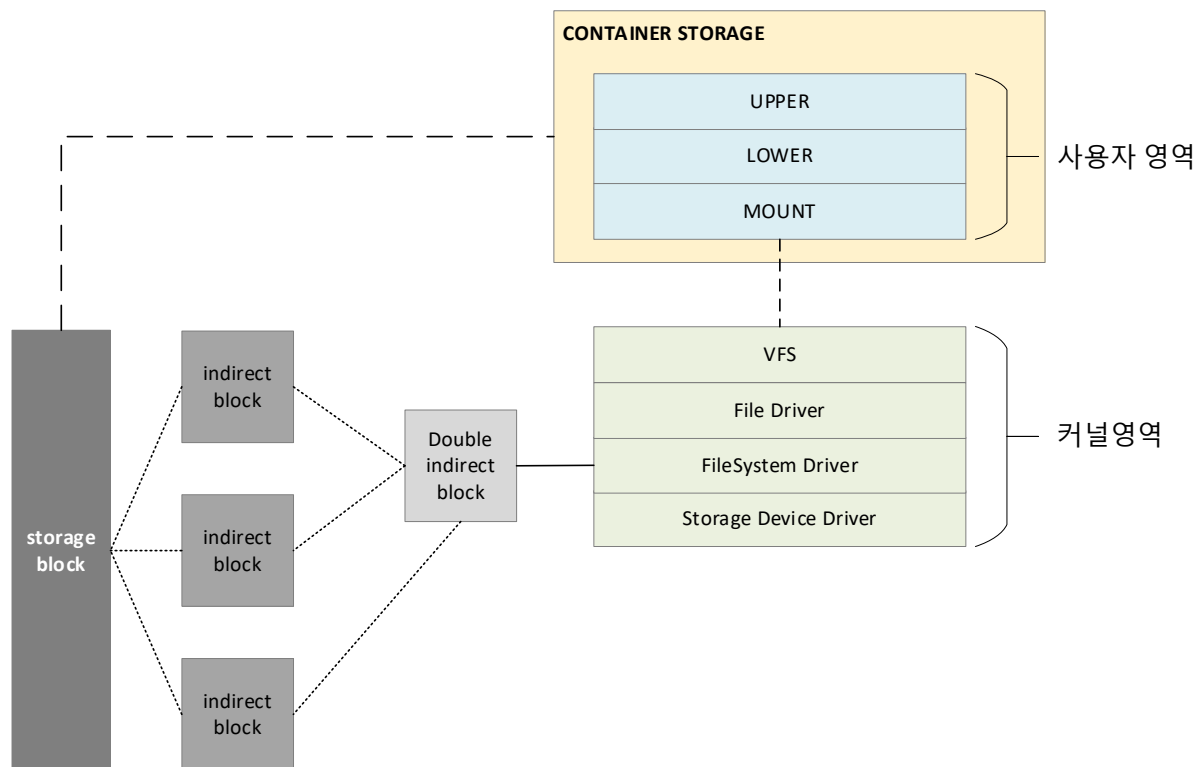 CONTAINER STORAGE
UPPER
LOWER
MOUNT
사용자 영역
VFS
File Driver
FileSystem Driver
Storage Device Driver
커널영역
indirect
block
Double
indirect
block
indirect
block
storage
block
indirect
block